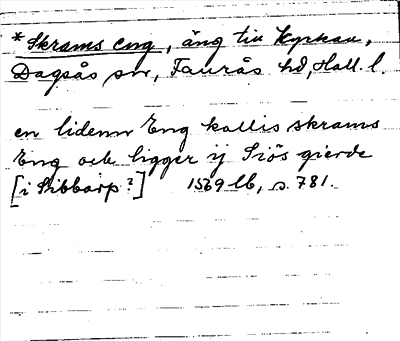 * Skrams eng, äng till Kyrkan,
Dagsås sn, Faurås hd, Hall. l.
en lidenn Eng kallis skrams
Eng och ligger ij Siös gierde
[i Sibbarp?] 1569 lb, s. 781.